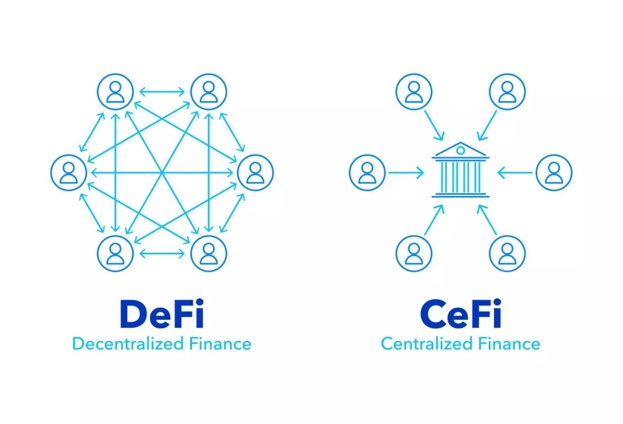 DeFi
Decentralized Finance
CeFi
Centralized Finance